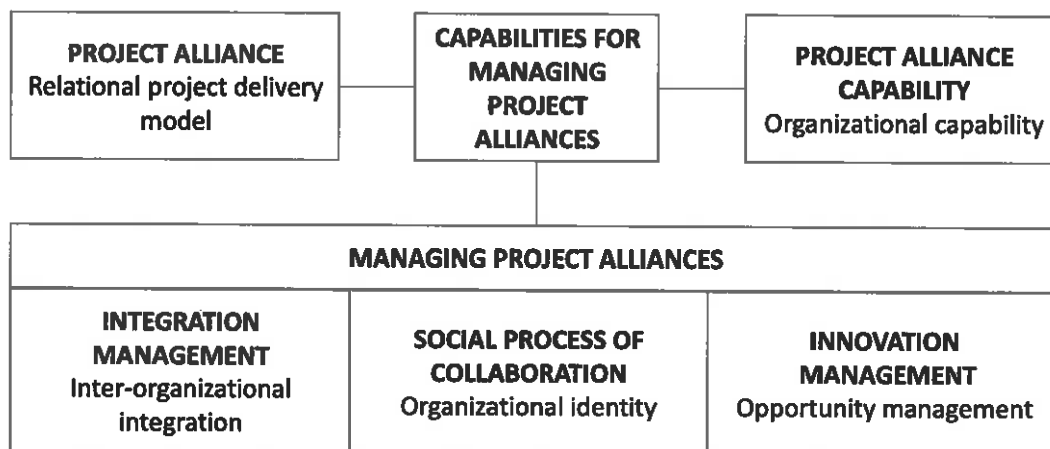 PROJECT ALLIANCE
Relational project delivery
model
CAPABILITIES FOR
MANAGING
PROJECT
ALLIANCES
PROJECT ALLIANCE
CAPABILITY
Organizational capability
MANAGING PROJECT ALLIANCES
INTEGRATION
MANAGEMENT
Inter-organizational
integration
SOCIAL PROCESS OF
COLLABORATION
Organizational identity
INNOVATION
MANAGEMENT
Opportunity management